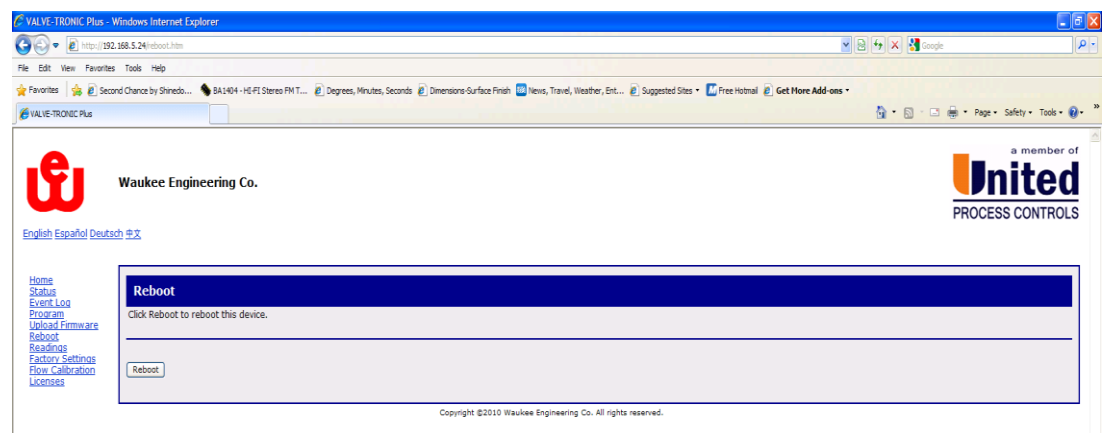 VALVE-TRONIC Plus - Windows Internet Explorer
http://192.168.5.24/reboot.htm
Google
File Edit View Favorites Tools Help
Favorites Second Chance by Shinedo... BA1404 - HI-FI Stereo FM T... Degrees, Minutes, Seconds Dimensions-Surface Finish News, Travel, Weather, Ent... Suggested Sites Free Hotmail Get More Add-ons
VALVE-TRONIC Plus
Page Safety Tools »
ew
Waukee Engineering Co.
a member of
United
PROCESS CONTROLS
English Español Deutsch 中文
Home
Status
Event Log
Program
Upload Firmware
Reboot
Readings
Factory Settings
Flow Calibration
Licenses
Reboot
Click Reboot to reboot this device.
Reboot
Copyright ©2010 Waukee Engineering Co. All rights reserved.